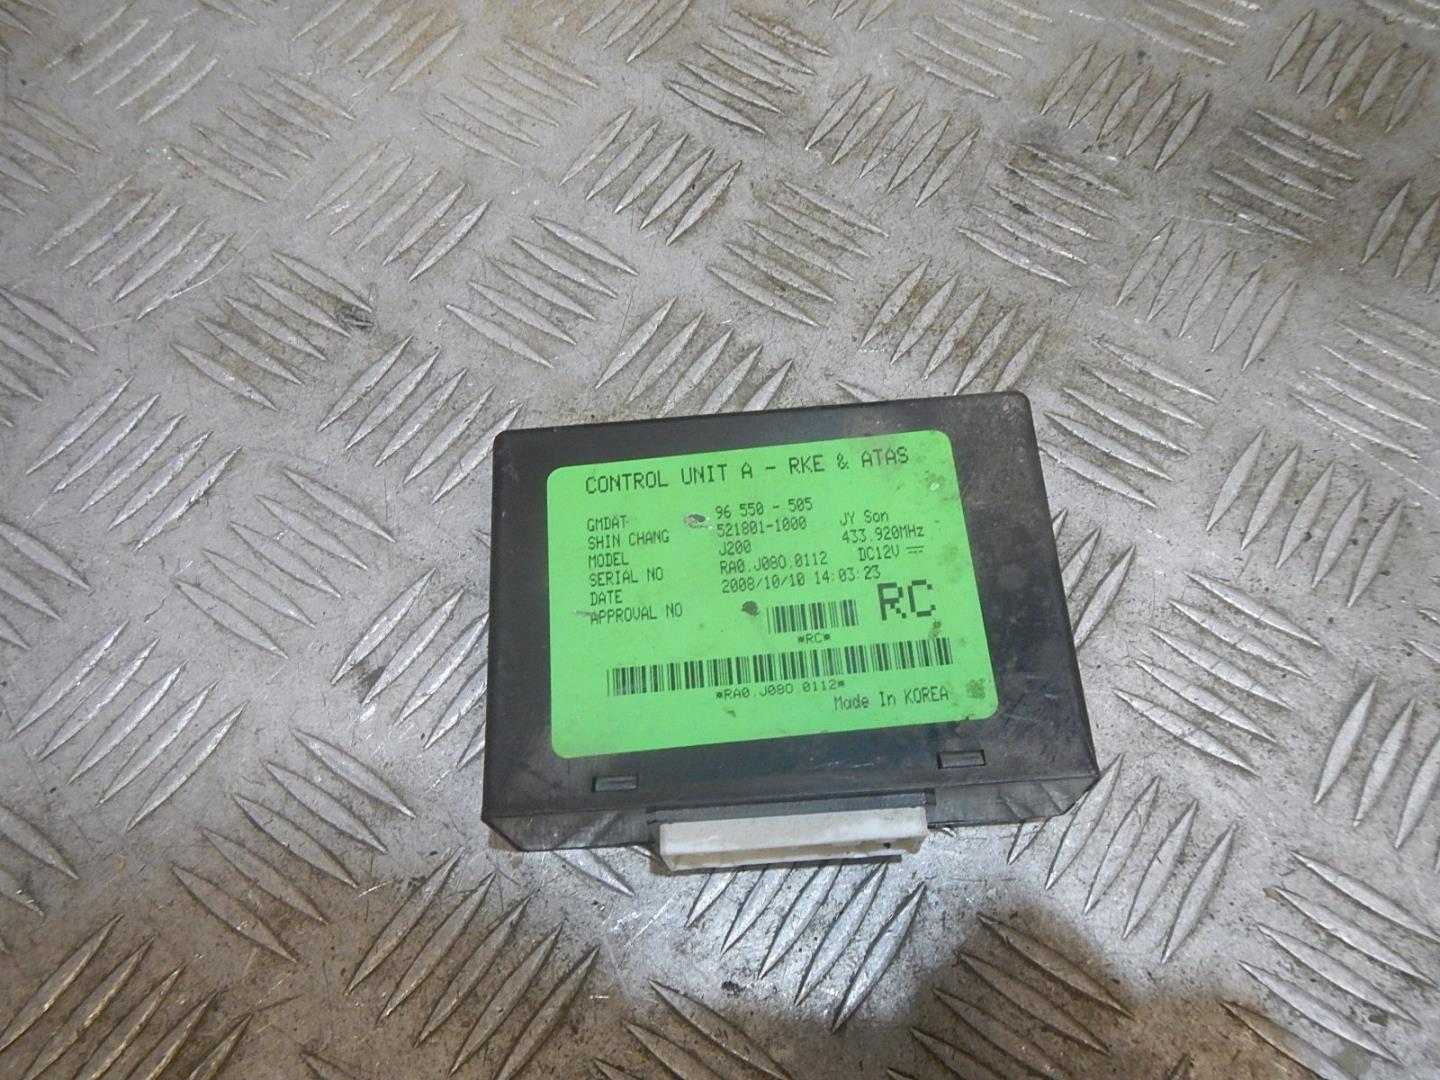 CONTROL UNIT A - RKE & ATAS
GMDAT 96 550 - 505
SHIN CHANG 521801-1000 JY Son
MODEL J200 433.920MHz
SERIAL NO RA0.J080.0112 DC12V
DATE 2008/10/10 14:03:23
APPROVAL NO
RC
*RC*
*RA0.J080.0112*
Made In KOREA